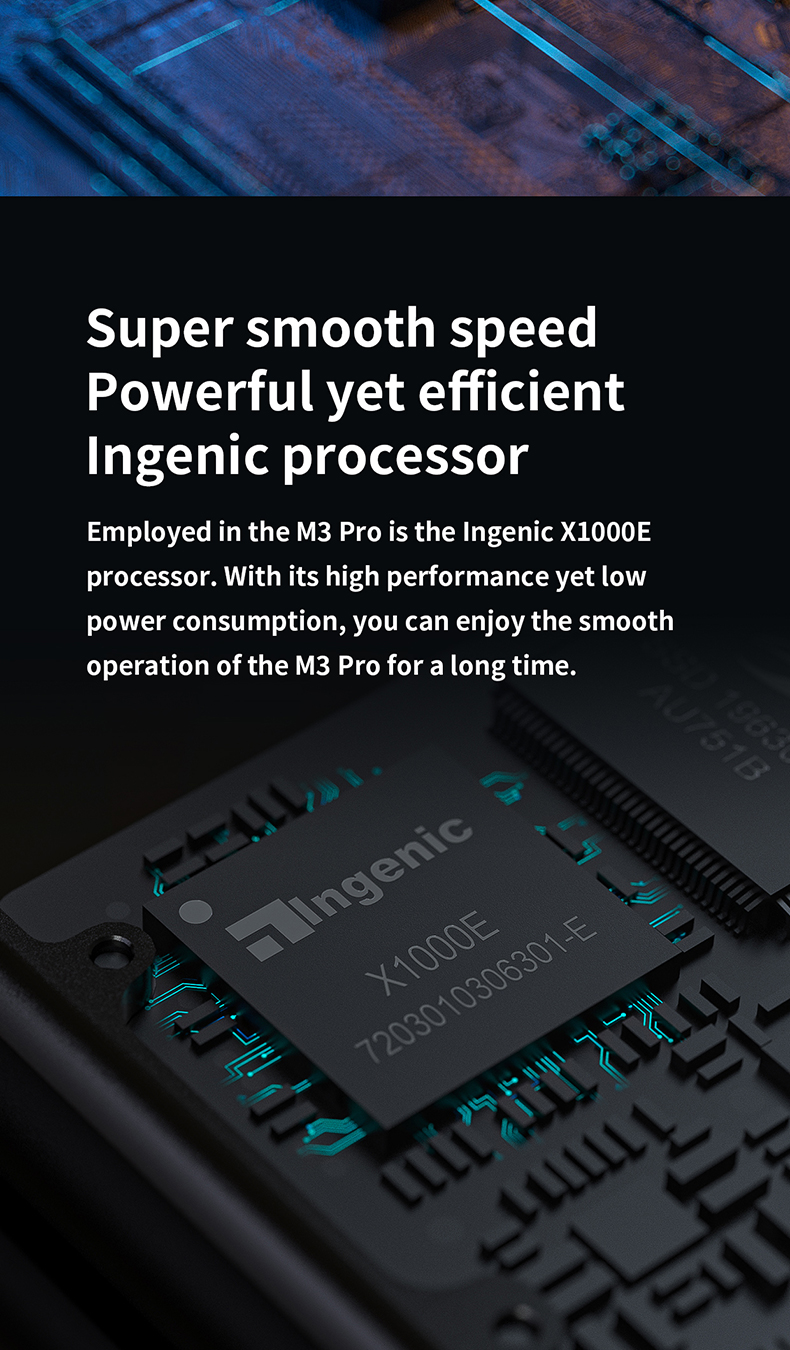 Super smooth speed
Powerful yet efficient
Ingenic processor
Employed in the M3 Pro is the Ingenic X1000E
processor. With its high performance yet low
power consumption, you can enjoy the smooth
operation of the M3 Pro for a long time.
AU751B
Ingenic
X1000E
7203010306301-E